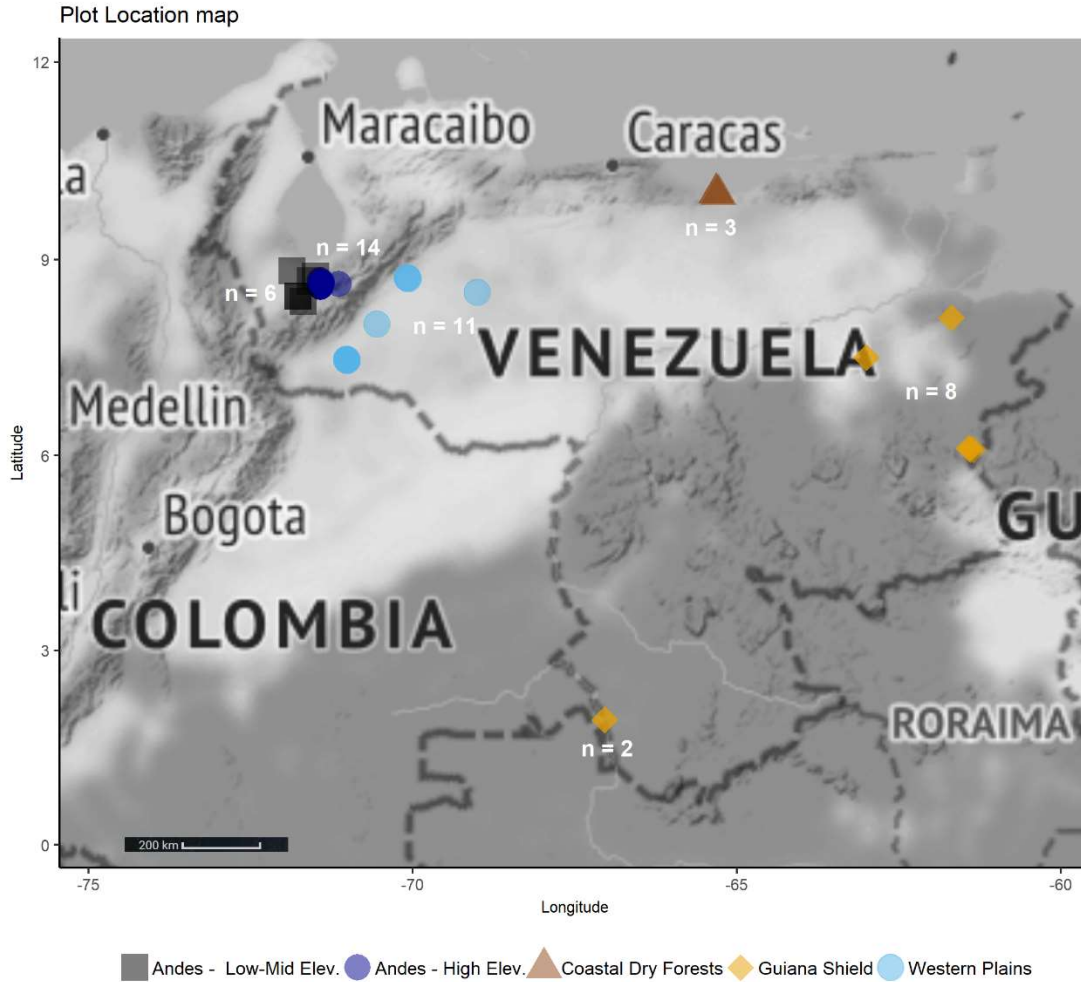 Plot Location map
12
9
6
3
0
Latitude
Maracaibo
Caracas
la
n = 14
n = 3
n = 6
n = 11
VENEZUELA
n = 8
Medellin
Bogota
GU
li
COLOMBIA
RORAIMA
n = 2
200 km
-75
-70
-65
-60
Longitude
Andes - Low-Mid Elev.
Andes - High Elev.
Coastal Dry Forests
Guiana Shield
Western Plains